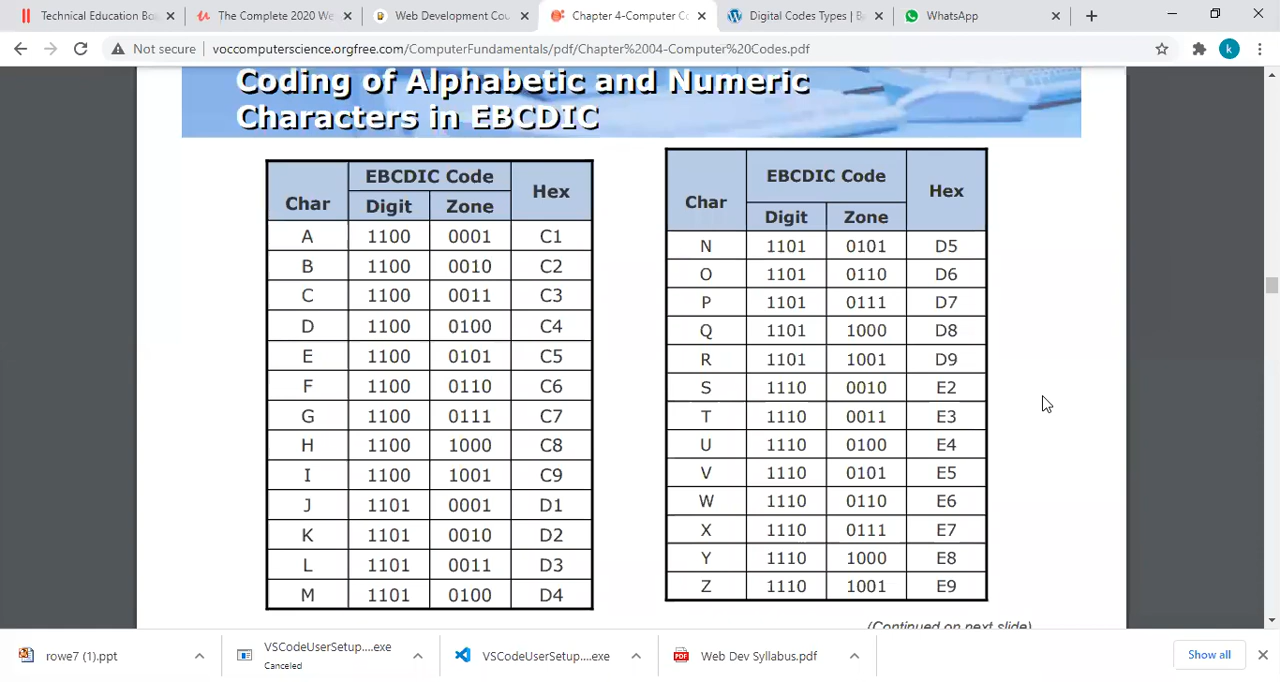 Technical Education Boa
The Complete 2020 We
Web Development Cou
Chapter 4-Computer Co
Digital Codes Types | B
WhatsApp
Not secure
voccomputerscience.orgfree.com/ComputerFundamentals/pdf/Chapter%2004-Computer%20Codes.pdf
k
Coding of Alphabetic and Numeric
Characters in EBCDIC
Char EBCDIC Code Hex
Digit Zone
A 1100 0001 C1
B 1100 0010 C2
C 1100 0011 C3
D 1100 0100 C4
E 1100 0101 C5
F 1100 0110 C6
G 1100 0111 C7
H 1100 1000 C8
I 1100 1001 C9
J 1101 0001 D1
K 1101 0010 D2
L 1101 0011 D3
M 1101 0100 D4
Char EBCDIC Code Hex
Digit Zone
N 1101 0101 D5
O 1101 0110 D6
P 1101 0111 D7
Q 1101 1000 D8
R 1101 1001 D9
S 1110 0010 E2
T 1110 0011 E3
U 1110 0100 E4
V 1110 0101 E5
W 1110 0110 E6
X 1110 0111 E7
Y 1110 1000 E8
Z 1110 1001 E9
(Continued on next slide)
rowe7 (1).ppt
VSCodeUserSetup....exe
Canceled
VSCodeUserSetup....exe
Web Dev Syllabus.pdf
Show all